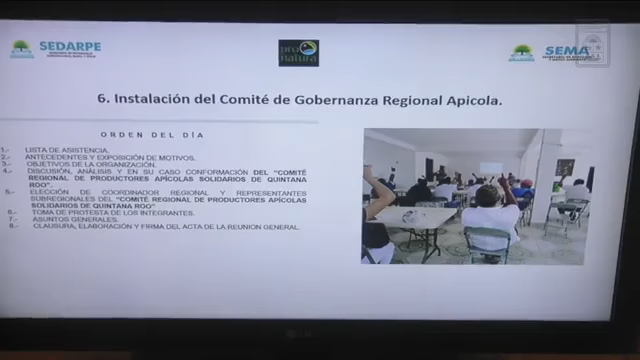 SEDARPE
pro
natura
SEMA
6. Instalación del Comité de Gobernanza Regional Apicola.
ORDEN DEL DÍA
1.- LISTA DE ASISTENCIA.
2.- ANTECEDENTES Y EXPOSICIÓN DE MOTIVOS.
3.- OBJETIVOS DE LA ORGANIZACIÓN.
4.- DISCUSIÓN, ANÁLISIS Y EN SU CASO CONFORMACIÓN DEL "COMITÉ
REGIONAL DE PRODUCTORES APÍCOLAS SOLIDARIOS DE QUINTANA
ROO"
5.- ELECCIÓN DE COORDINADOR REGIONAL Y REPRESENTANTES
SUBREGIONALES DEL "COMITÉ REGIONAL DE PRODUCTORES APÍCOLAS
SOLIDARIOS DE QUINTANA ROO"
6.- TOMA DE PROTESTA DE LOS INTEGRANTES.
7.- ASUNTOS GENERALES.
8.- CLAUSURA, ELABORACIÓN Y FIRMA DEL ACTA DE LA REUNION GENERAL.
LG